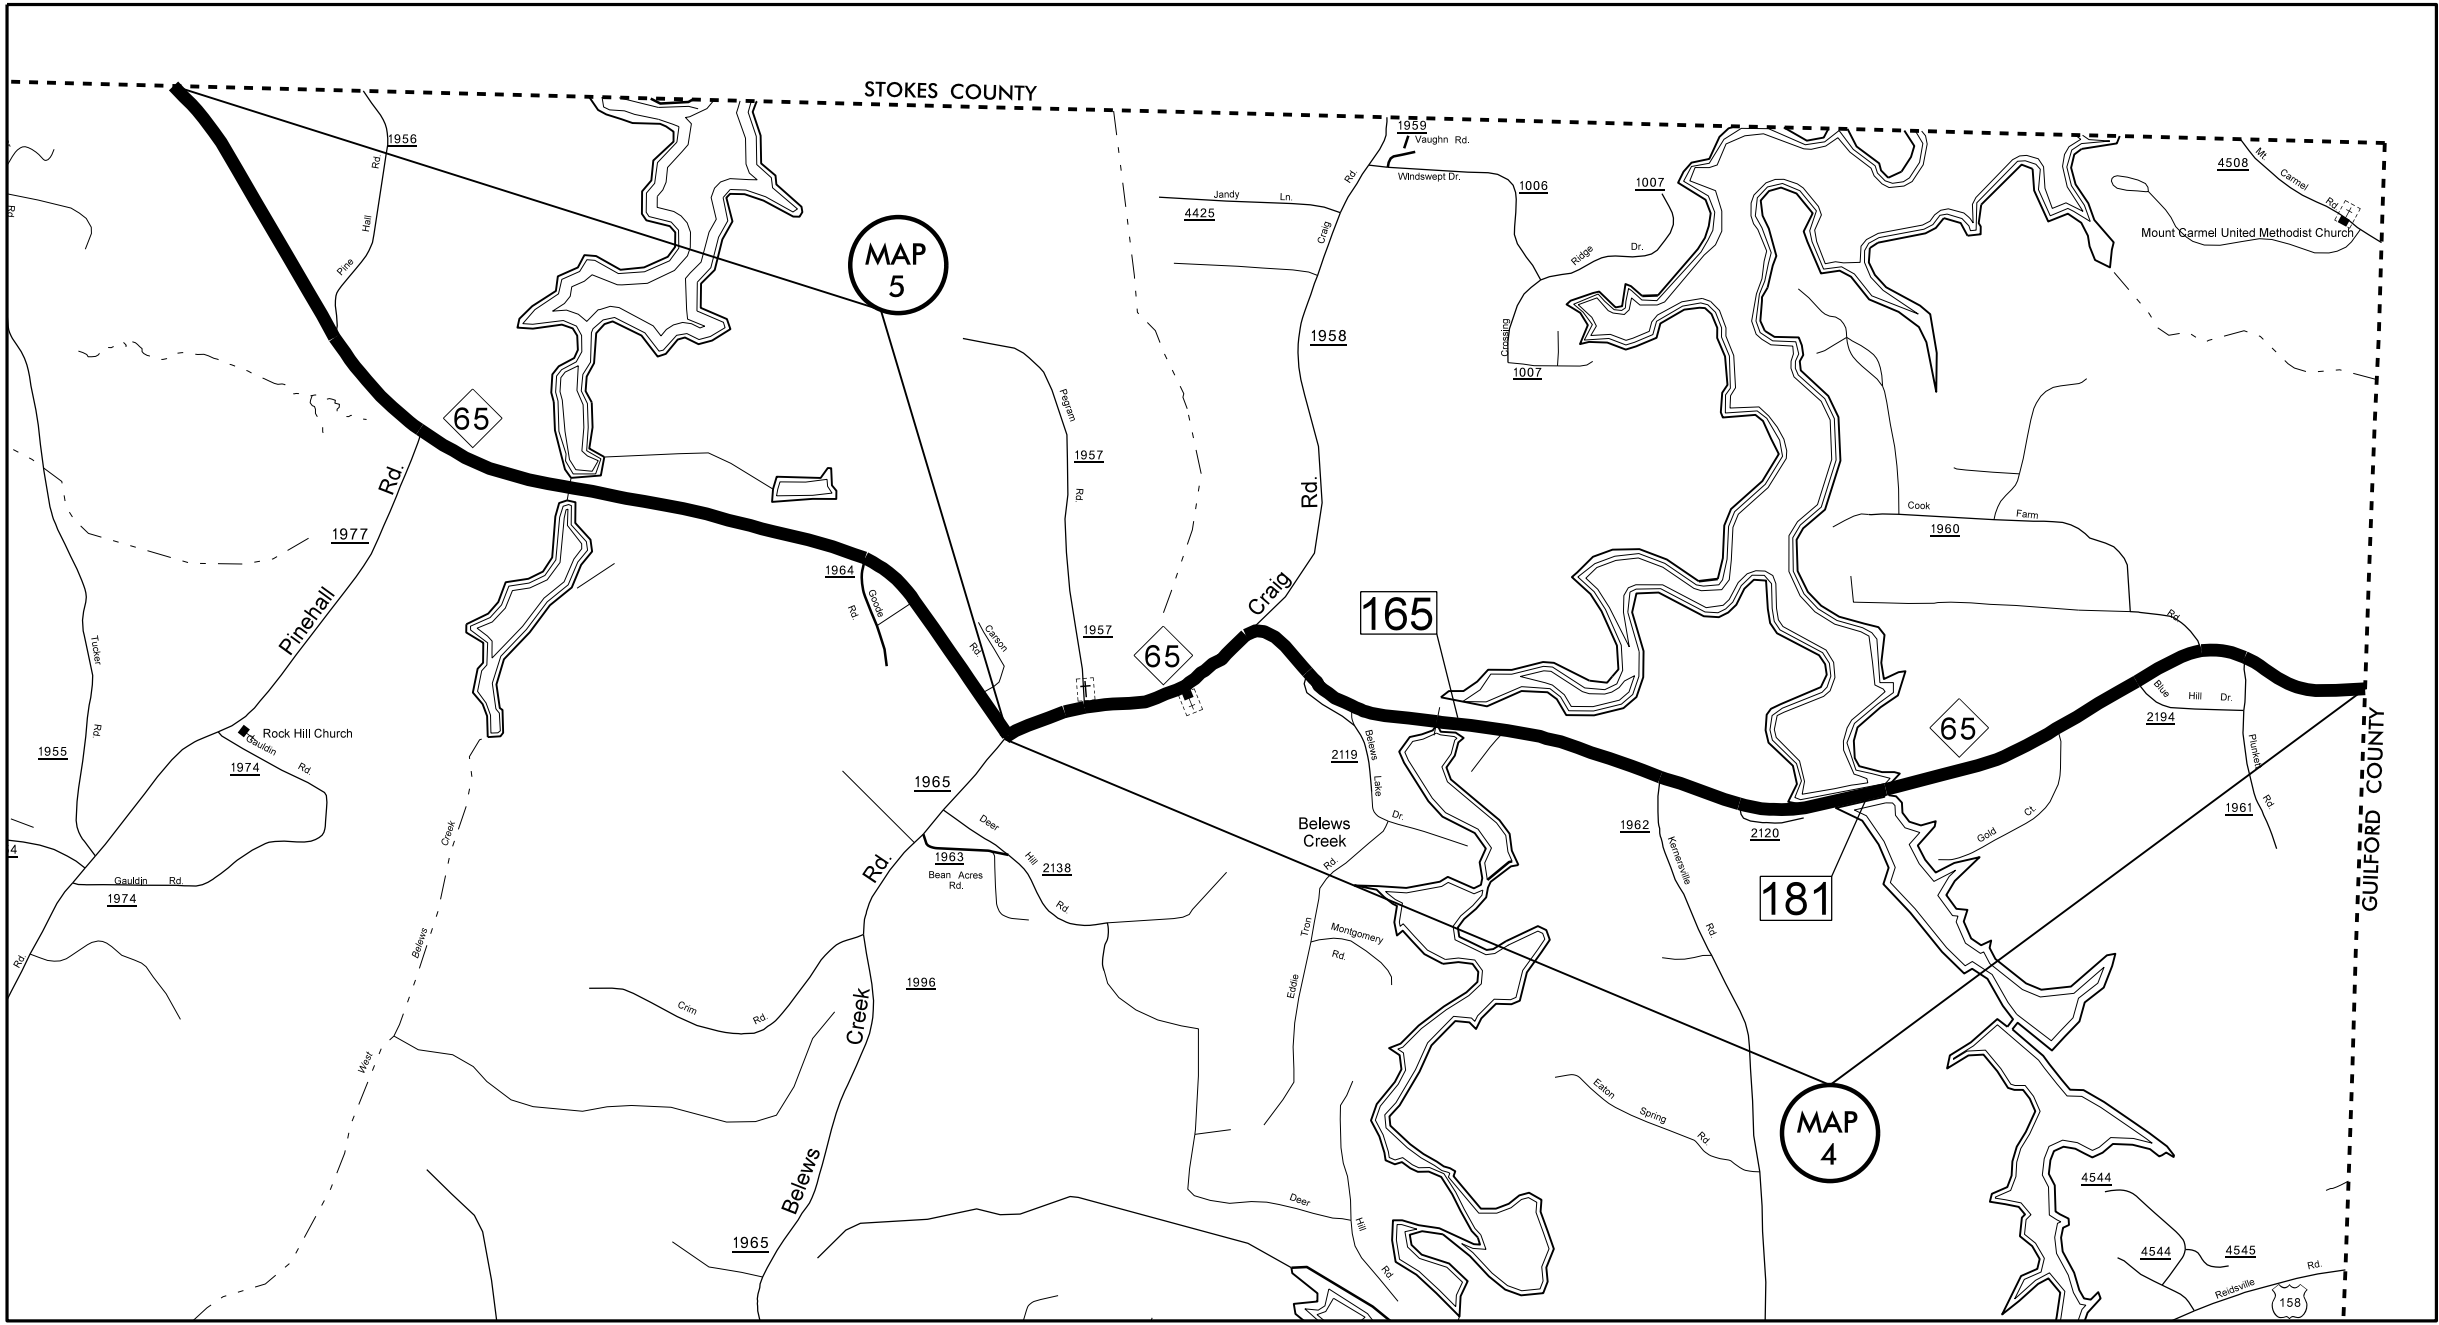 STOKES COUNTY
1956
Rd.
Hall
Pine
Rd.
1959
Vaughn Rd.
Windswept Dr.
Rd.
Craig
Jandy Ln.
4425
1006
1007
Ridge Dr.
Crossing
1007
4508
Mt. Carmel Rd.
Mount Carmel United Methodist Church
MAP
5
1958
65
Rd.
1977
Pinehall
Pegram
1957
Rd.
Rd.
Craig
1957
65
165
Cook Farm
1960
Rd.
1964
Goode
Rd.
Carson
Rd.
Tucker
Rd.
1955
Rock Hill Church
Gauldin
1974
Rd.
65
Blue Hill Dr.
2194
Plunkett
Rd.
1961
GUILFORD COUNTY
1965
Deer
Hill
2138
Rd.
1963
Bean Acres
Rd.
Rd.
Creek
Belews
2119
Belews
Lake
Dr.
Belews
Creek
Rd.
Tron
Eddie
Montgomery
Rd.
1962
Kernersville
Rd.
2120
181
Gold Ct.
4
Gauldin Rd.
1974
Rd.
Creek
Belews
West
Crim Rd.
1996
Eaton
Spring
Rd.
MAP
4
1965
Deer
Hill
Rd.
4544
4544
4545
Reidsville Rd.
158